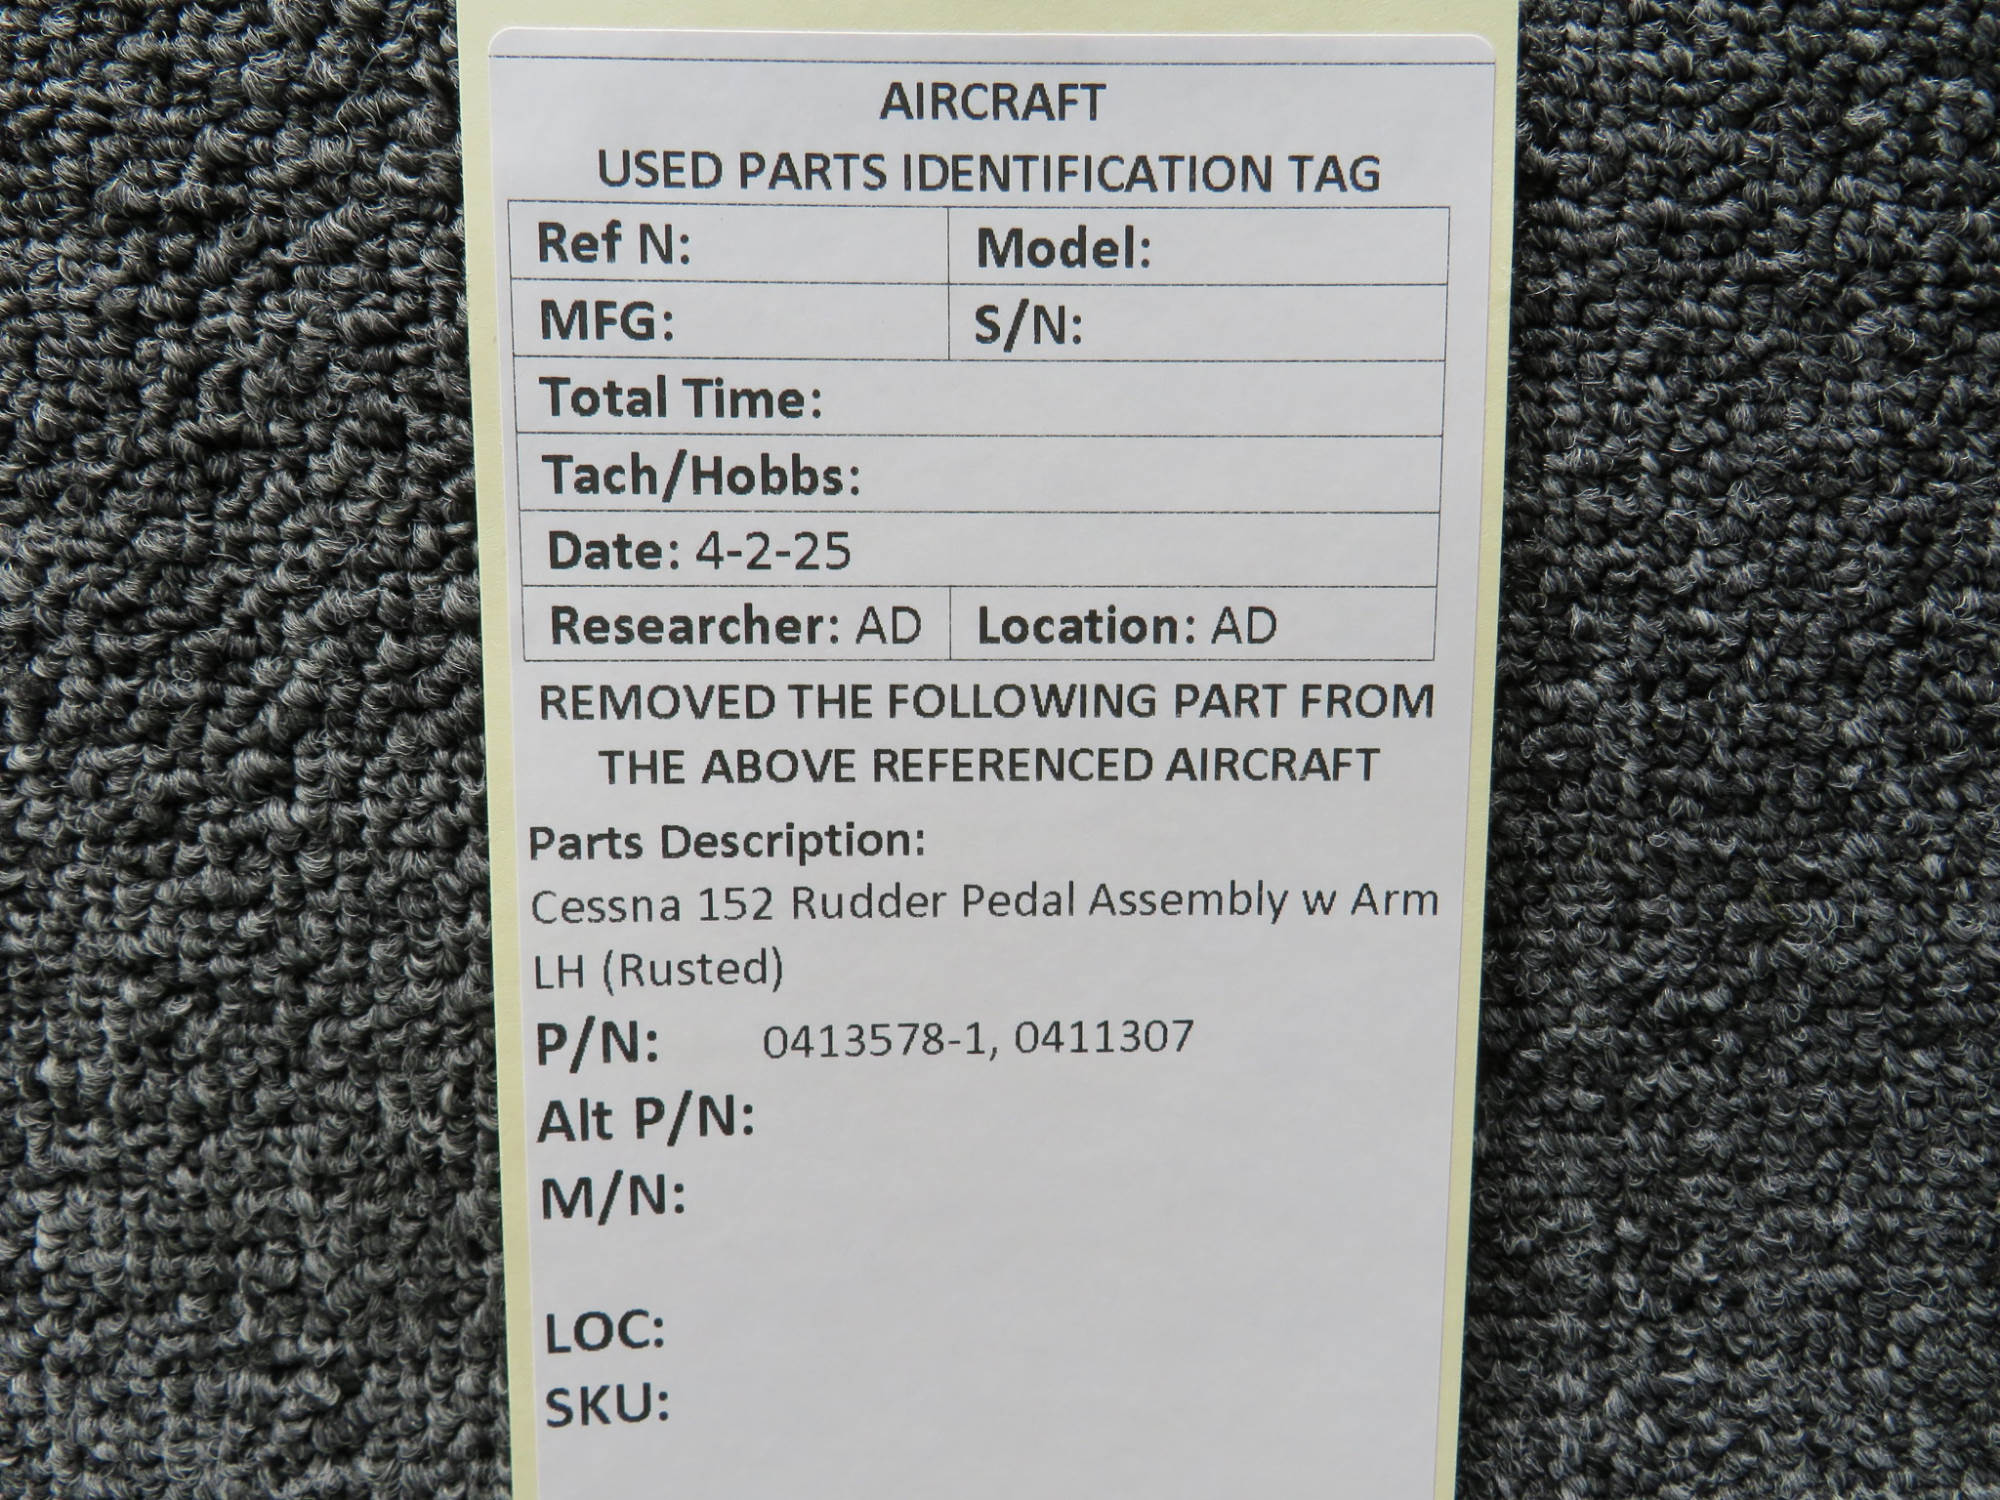 AIRCRAFT
USED PARTS IDENTIFICATION TAG
Ref N: Model:
MFG: S/N:
Total Time:
Tach/Hobbs:
Date: 4-2-25
Researcher: AD Location: AD
REMOVED THE FOLLOWING PART FROM
THE ABOVE REFERENCED AIRCRAFT
Parts Description:
Cessna 152 Rudder Pedal Assembly w Arm
LH (Rusted)
P/N: 0413578-1, 0411307
Alt P/N:
M/N:
LOC:
SKU: